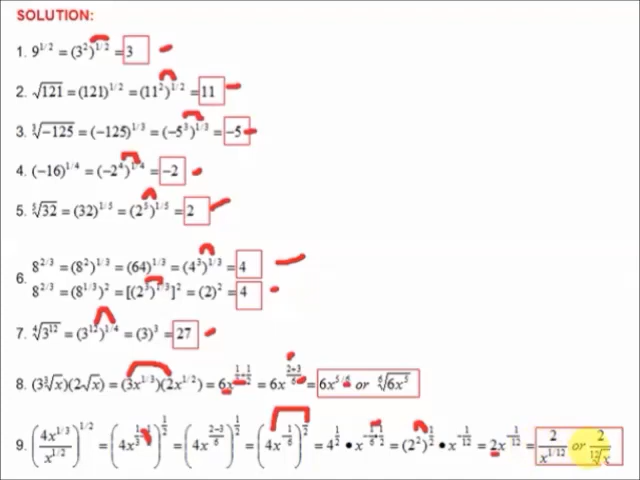 SOLUTION:
1. 9^{1/2} = (3^2)^{1/2} = 3
2. √121 = (121)^{1/2} = (11^2)^{1/2} = 11
3. ∛-125 = (-125)^{1/3} = (-5^3)^{1/3} = -5
4. (-16)^{1/4} = (-2^4)^{1/4} = -2
5. ⁵√32 = (32)^{1/5} = (2^5)^{1/5} = 2
8^{2/3} = (8^2)^{1/3} = (64)^{1/3} = (4^3)^{1/3} = 4
6.
8^{2/3} = (8^{1/3})^2 = [(2^3)^{1/3}]^2 = (2)^2 = 4
7. ⁴√3^{12} = (3^{12})^{1/4} = (3)^3 = 27
8. (3∛x)(2√x) = (3x^{1/3})(2x^{1/2}) = 6x^{1/3+1/2} = 6x^{(2+3)/6} = 6x^{5/6} or ⁶√6x^5
9. (4x^{1/3}/x^{1/2})^{1/2} = (4x^{1/3-1/2})^{1/2} = (4x^{(2-3)/6})^{1/2} = (4x^{-1/6})^{1/2} = 4^{1/2} • x^{-1/6•1/2} = (2^2)^{1/2} • x^{-1/12} = 2x^{-1/12} = 2/x^{1/12} or 2/¹²√x